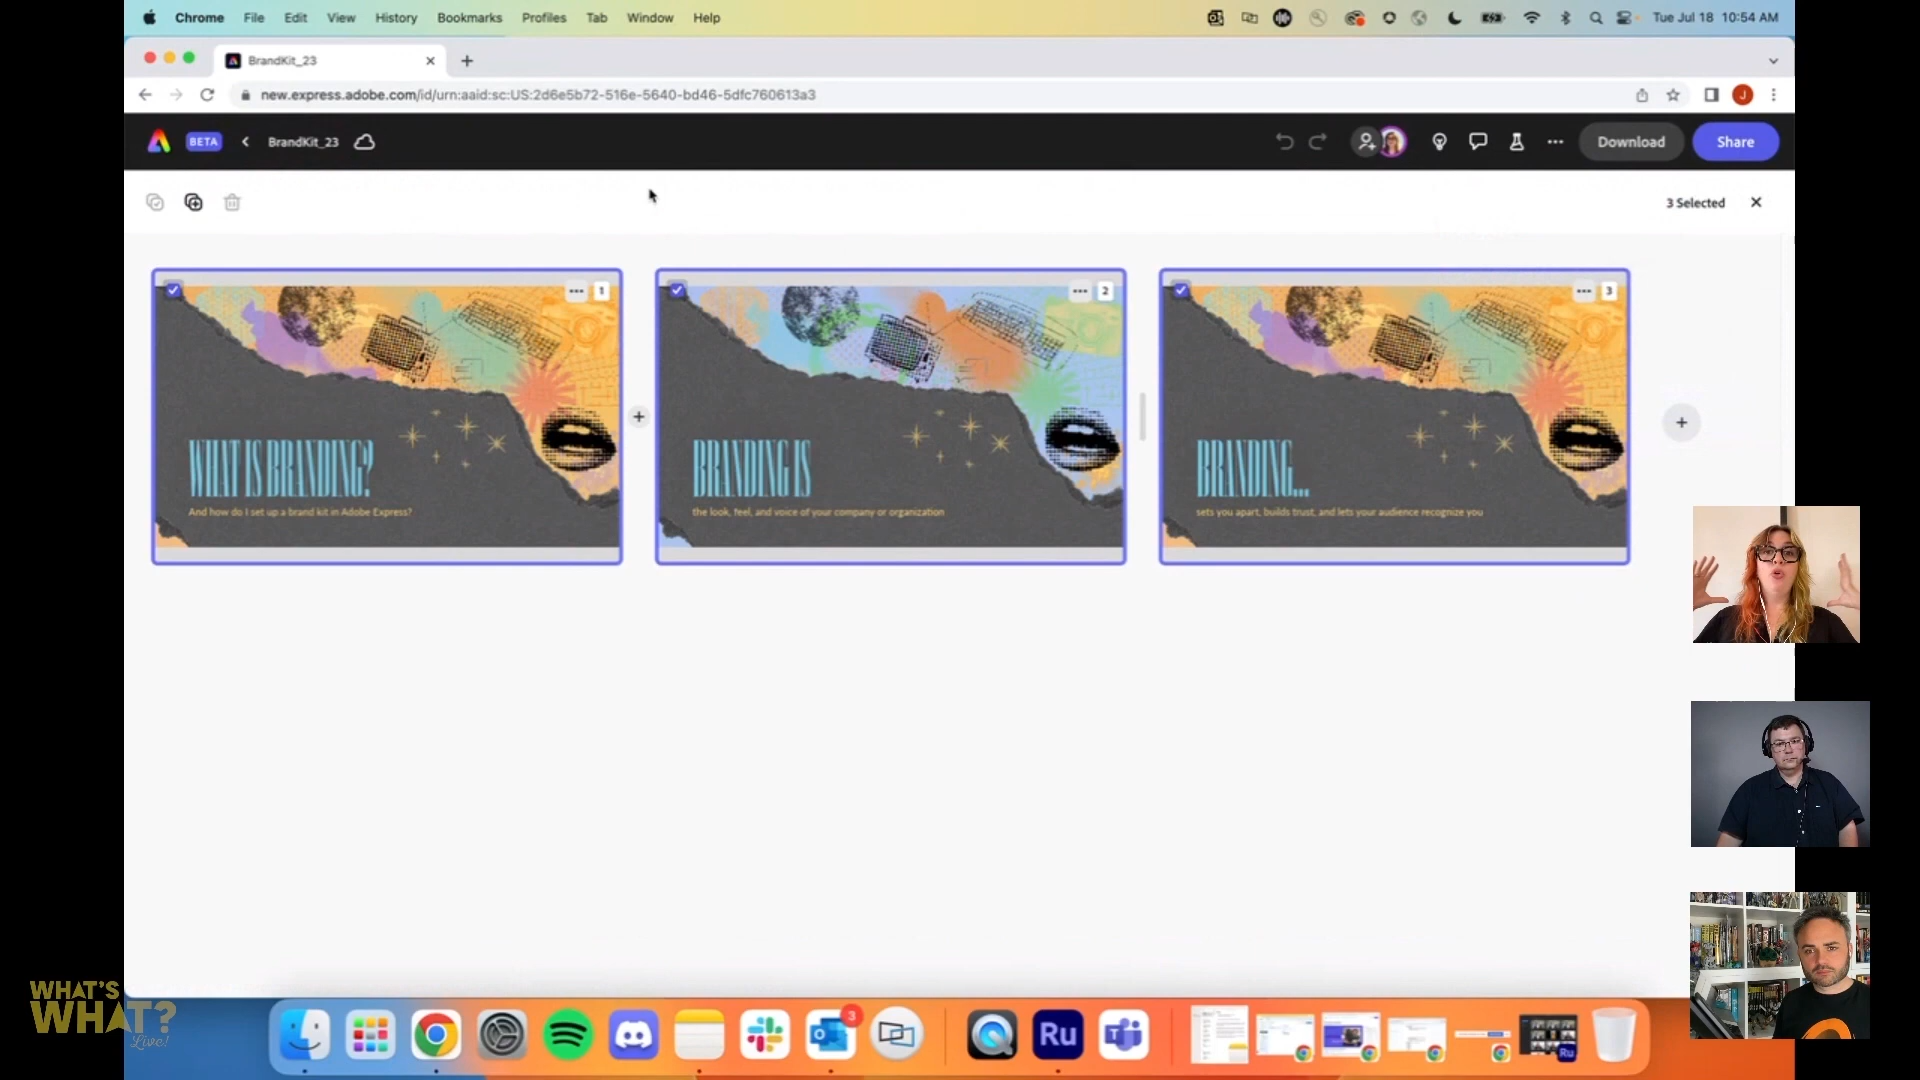 Chrome File Edit View History Bookmarks Profiles Tab Window Help
Tue Jul 18 10:54 AM
BrandKit_23
new.express.adobe.com/id/urn:aaid:sc:US:2d6e5b72-516e-5640-bd46-5dfc760613a3
J
BETA
BrandKit_23
Download
Share
3 Selected
1
2
3
WHAT IS BRANDING?
And how do I set up a brand kit in Adobe Express?
BRANDING IS
the look, feel, and voice of your company or organization
BRANDING...
sets you apart, builds trust, and lets your audience recognize you
WHAT'S
WHAT?
Live!
3
Ru